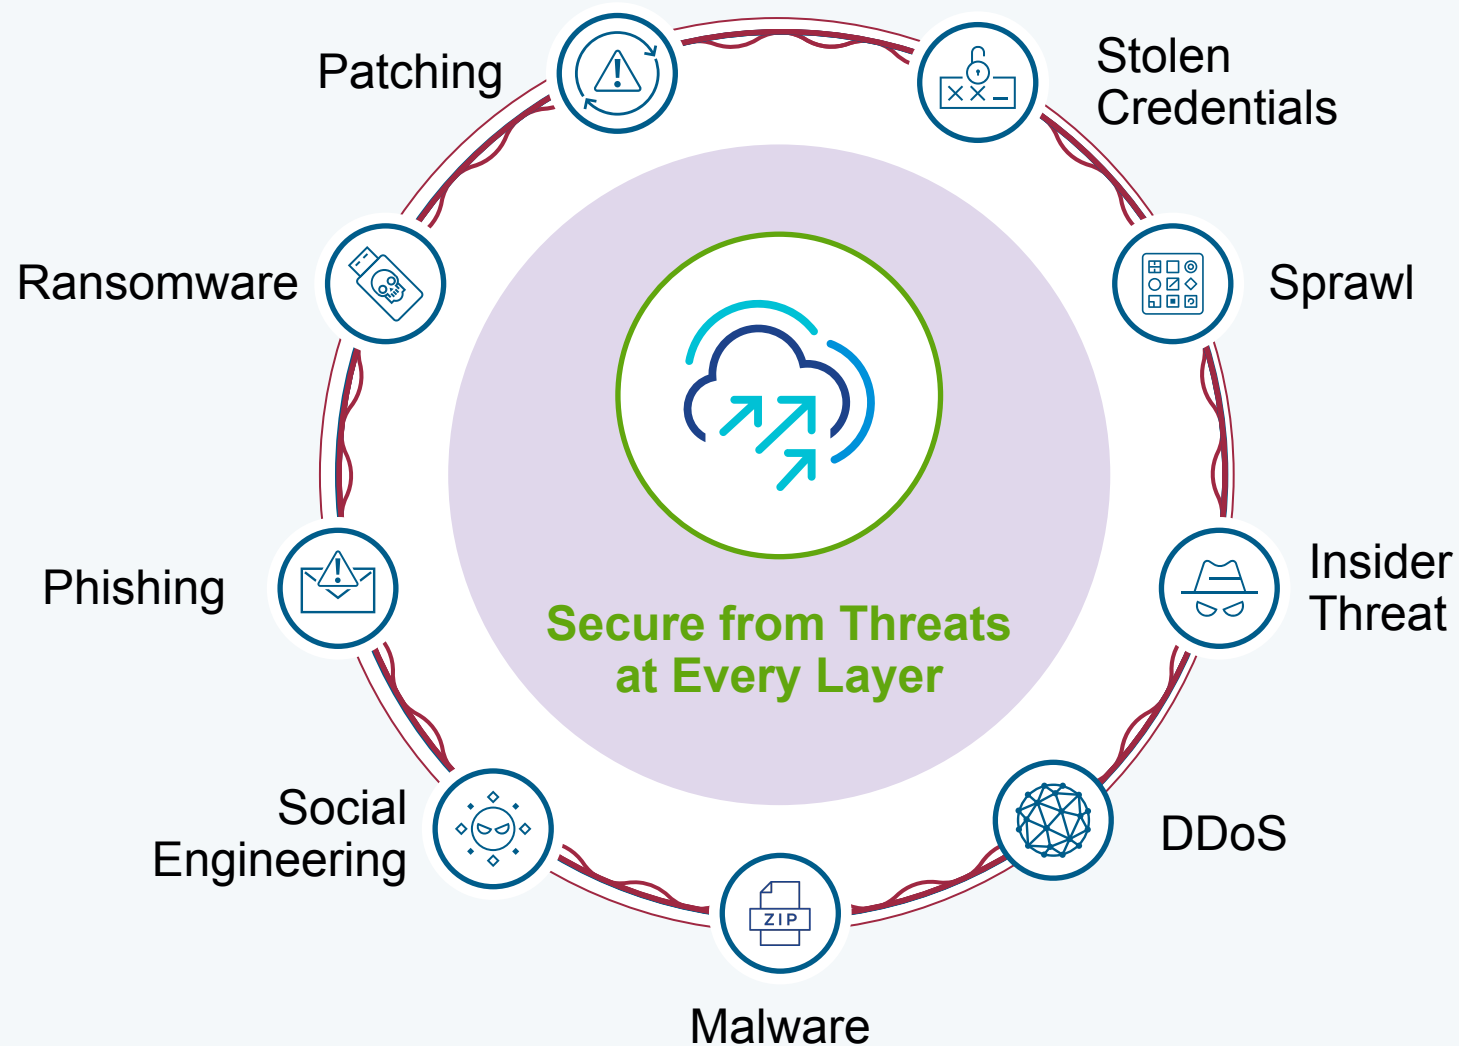 Patching
Stolen
Credentials
Ransomware
Sprawl
Phishing
Insider
Threat
Secure from Threats
at Every Layer
Social
Engineering
DDoS
ZIP
Malware